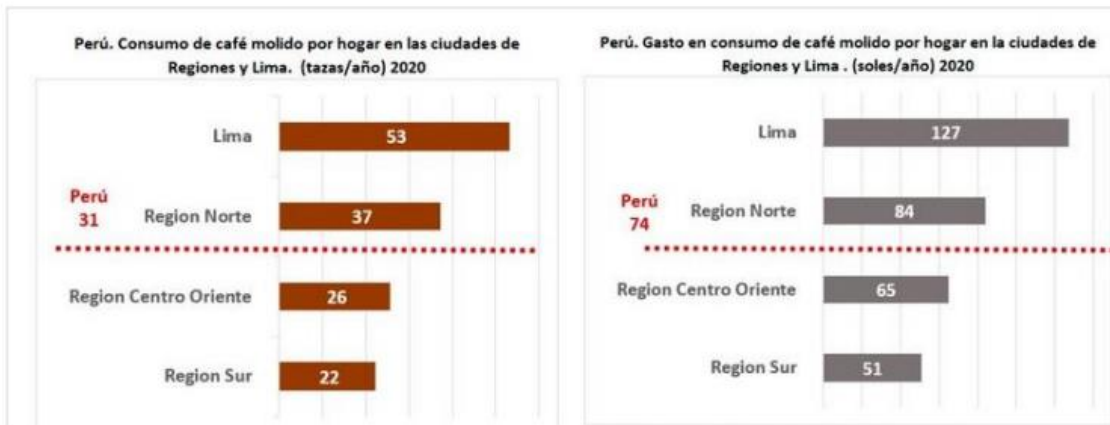 Perú. Consumo de café molido por hogar en las ciudades de
Regiones y Lima. (tazas/año) 2020
Lima
53
Perú
31
Region Norte
37
Region Centro Oriente
26
Region Sur
22
Perú. Gasto en consumo de café molido por hogar en la ciudades de
Regiones y Lima . (soles/año) 2020
Lima
127
Perú
74
Region Norte
84
Region Centro Oriente
65
Region Sur
51